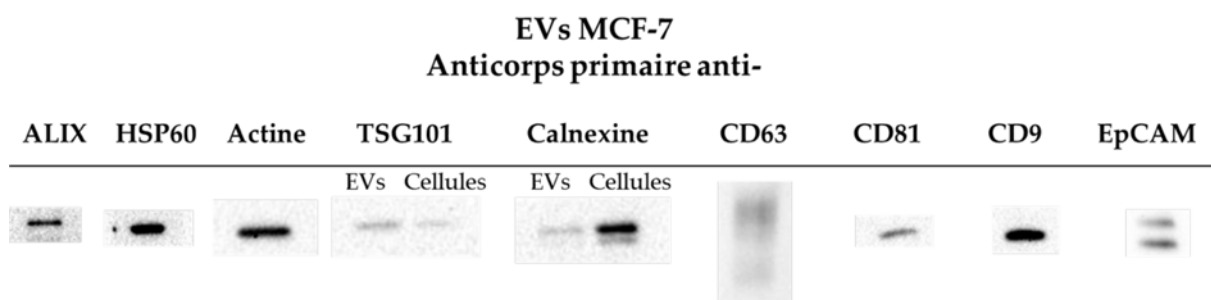 EVs MCF-7
Anticorps primaire anti-
ALIX HSP60 Actine TSG101 Calnexine CD63 CD81 CD9 EpCAM
EVs Cellules EVs Cellules